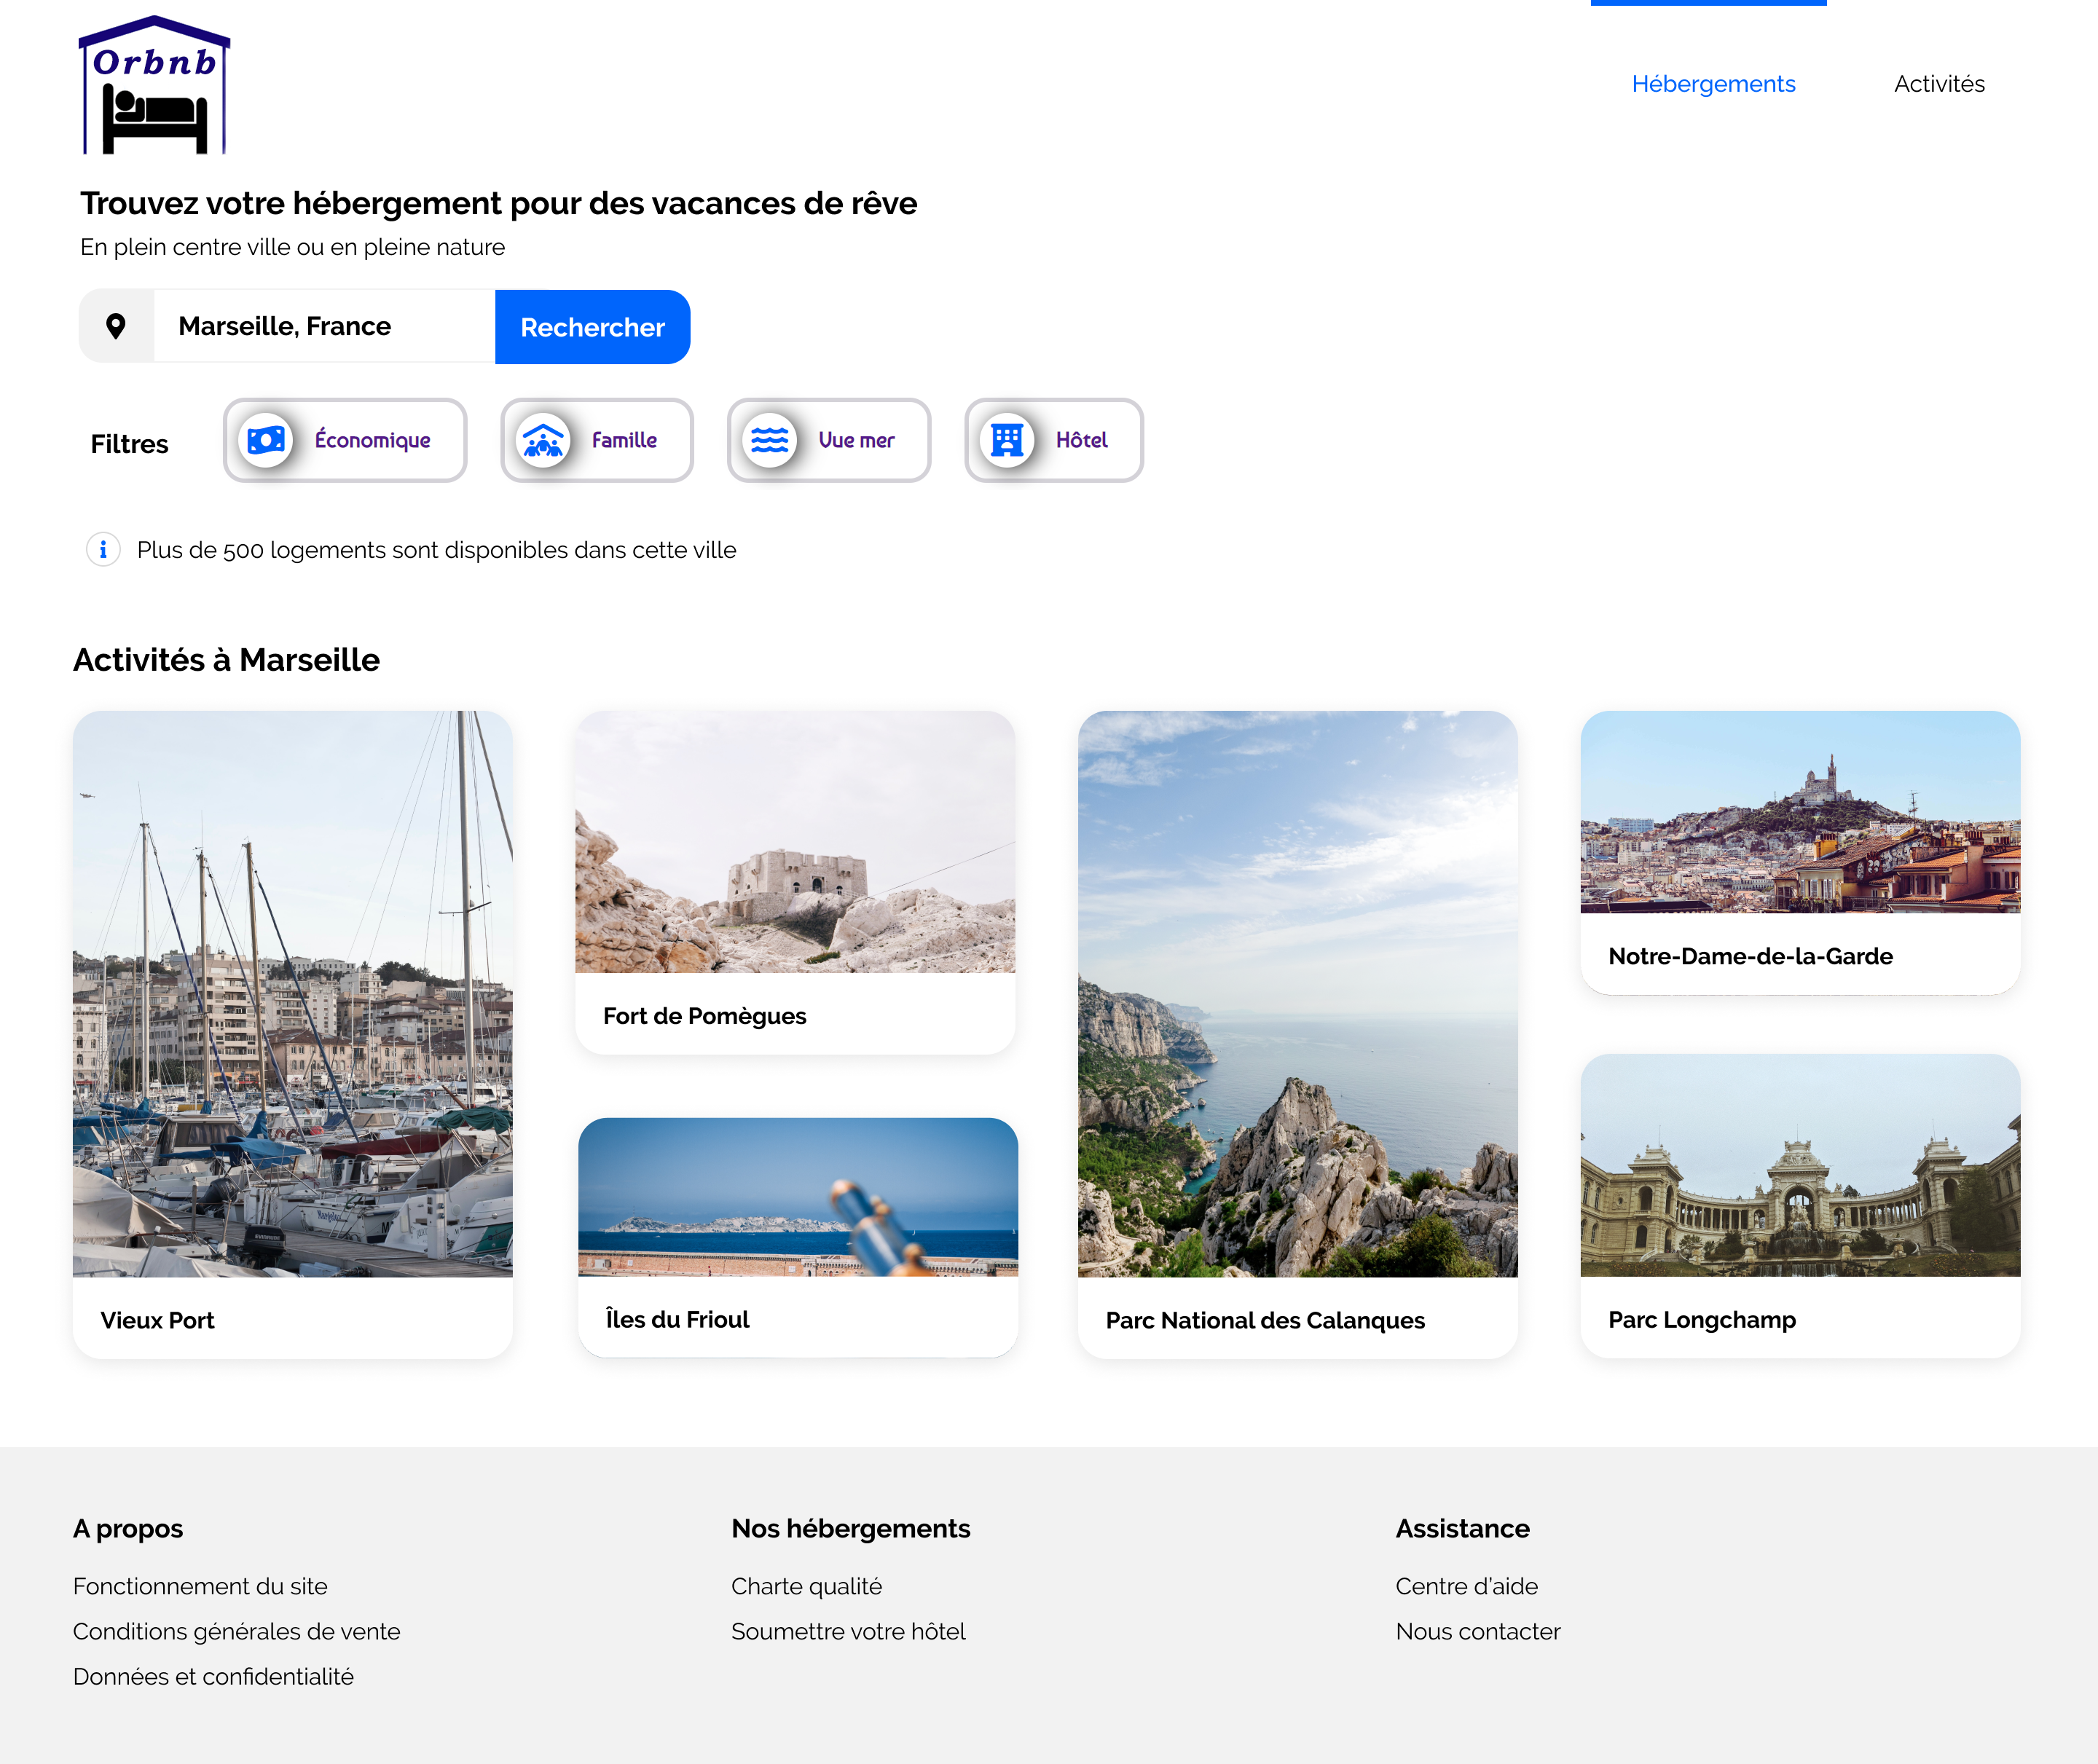 Orbnb
Hébergements
Activités
Trouvez votre hébergement pour des vacances de rêve
En plein centre ville ou en pleine nature
Marseille, France
Rechercher
Filtres
Économique
Famille
Vue mer
Hôtel
Plus de 500 logements sont disponibles dans cette ville
Activités à Marseille
Fort de Pomègues
Notre-Dame-de-la-Garde
Vieux Port
Îles du Frioul
Parc National des Calanques
Parc Longchamp
A propos
Fonctionnement du site
Conditions générales de vente
Données et confidentialité
Nos hébergements
Charte qualité
Soumettre votre hôtel
Assistance
Centre d’aide
Nous contacter